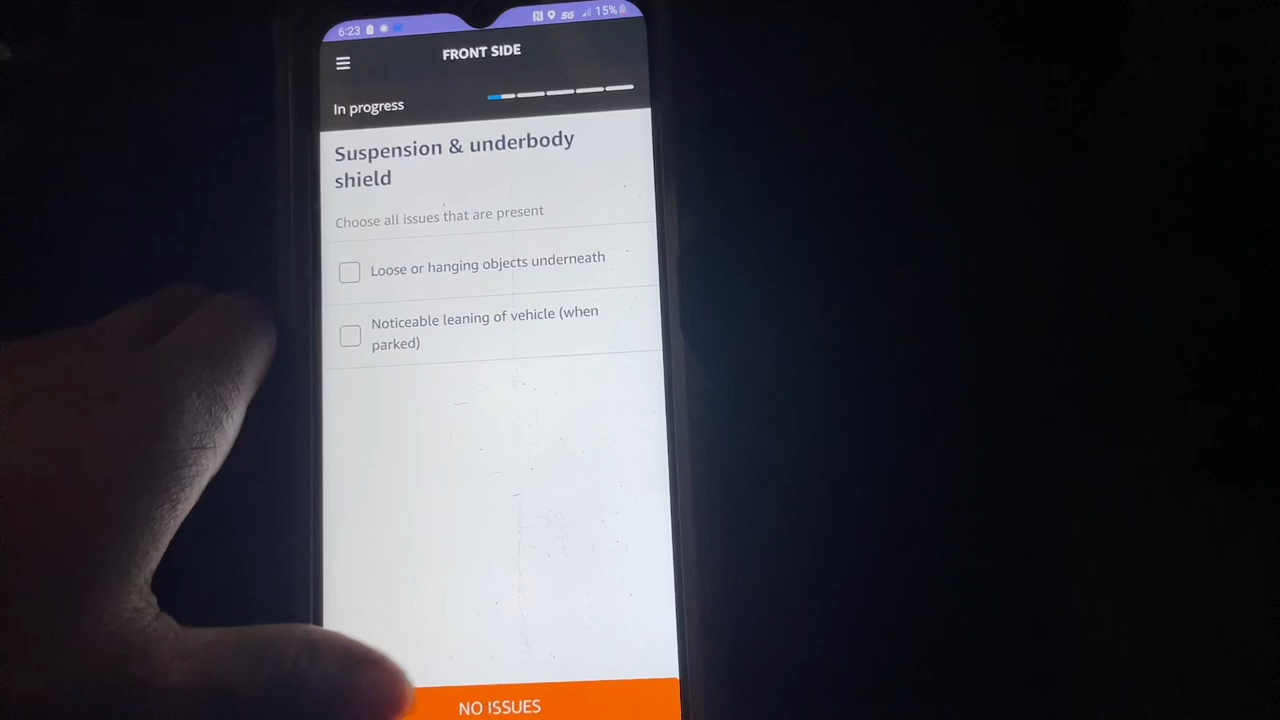 6:23 5G 15%
FRONT SIDE
In progress
Suspension & underbody
shield
Choose all issues that are present
Loose or hanging objects underneath
Noticeable leaning of vehicle (when
parked)
NO ISSUES